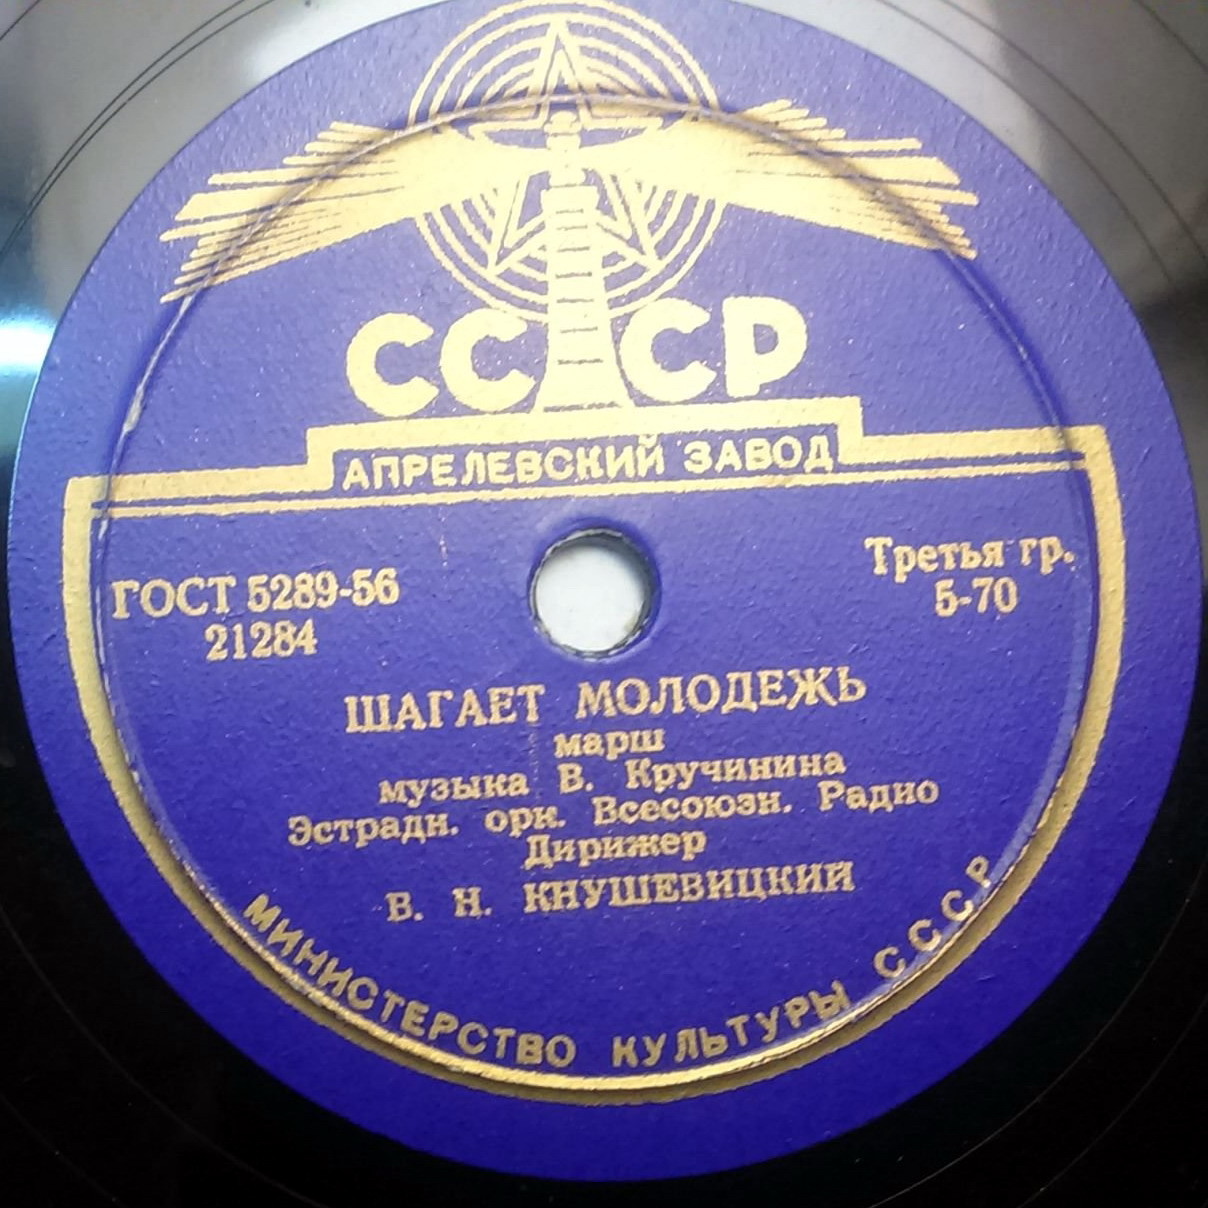 СССР
АПРЕЛЕВСКИЙ ЗАВОД
ГОСТ 5289-56
21284
Третья гр.
5-70
ШАГАЕТ МОЛОДЕЖЬ
марш
музыка В. Кручинина
Эстрадн. орк. Всесоюзн. Радио
Дирижер
В. Н. КНУШЕВИЦКИЙ
МИНИСТЕРСТВО КУЛЬТУРЫ СССР